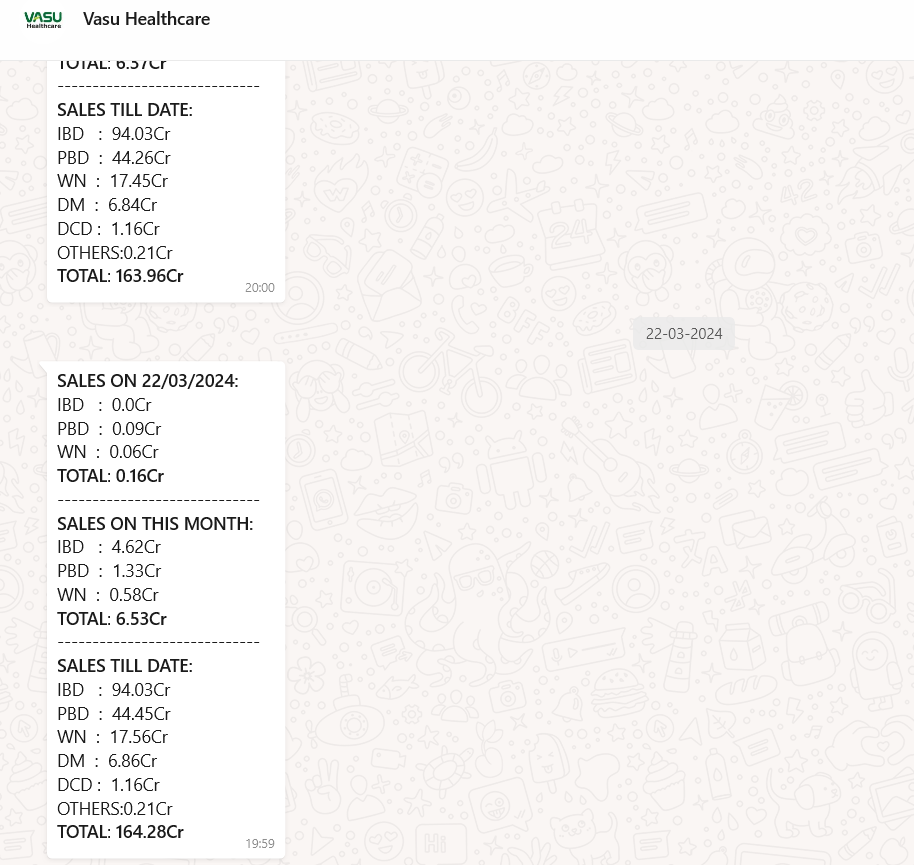 VASU
Healthcare
Vasu Healthcare
TOTAL: 6.37Cr
-----------------------------
SALES TILL DATE:
IBD : 94.03Cr
PBD : 44.26Cr
WN : 17.45Cr
DM : 6.84Cr
DCD : 1.16Cr
OTHERS:0.21Cr
TOTAL: 163.96Cr
20:00
22-03-2024
SALES ON 22/03/2024:
IBD : 0.0Cr
PBD : 0.09Cr
WN : 0.06Cr
TOTAL: 0.16Cr
-----------------------------
SALES ON THIS MONTH:
IBD : 4.62Cr
PBD : 1.33Cr
WN : 0.58Cr
TOTAL: 6.53Cr
-----------------------------
SALES TILL DATE:
IBD : 94.03Cr
PBD : 44.45Cr
WN : 17.56Cr
DM : 6.86Cr
DCD : 1.16Cr
OTHERS:0.21Cr
TOTAL: 164.28Cr
19:59